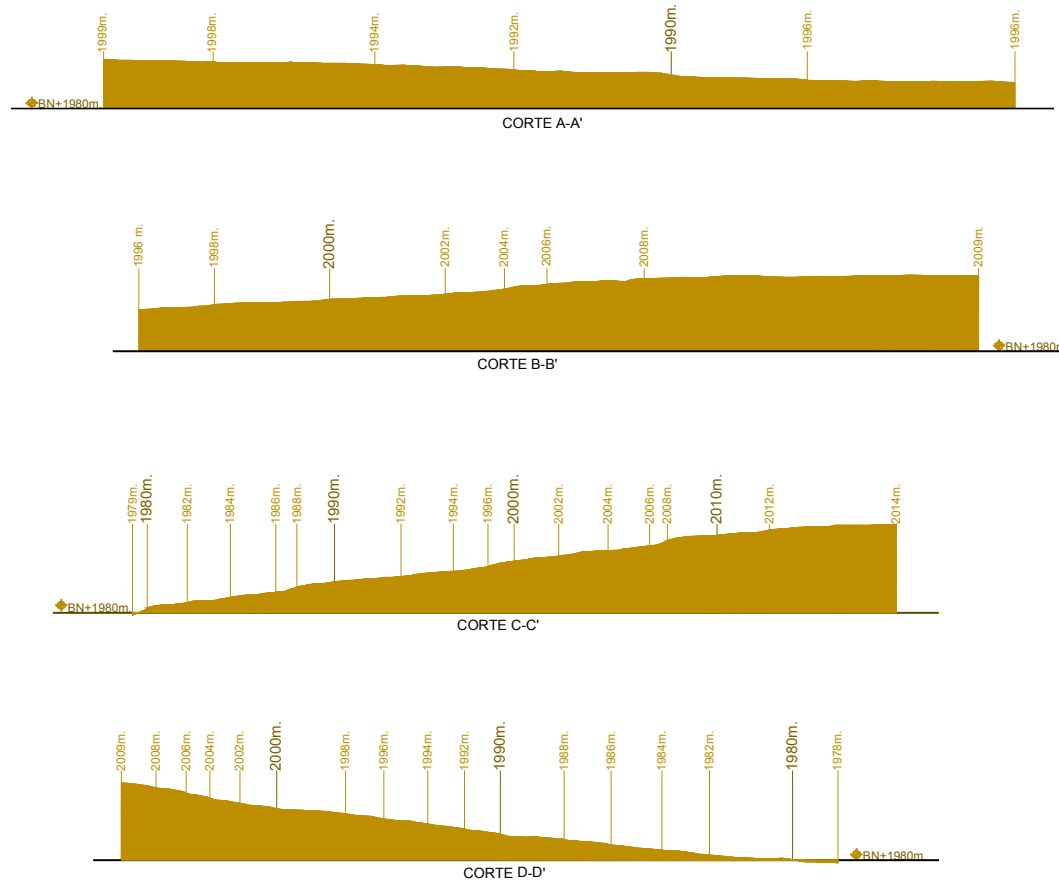 1999m.
1998m.
1994m.
1992m.
1990m.
1996m.
1996m.
BN+1980m.
CORTE A-A'
1996 m.
1998m.
2000m.
2002m.
2004m.
2006m.
2008m.
2009m.
BN+1980m
CORTE B-B'
1979m.
1980m.
1982m.
1984m.
1986m.
1988m.
1990m.
1992m.
1994m.
1996m.
2000m.
2002m.
2004m.
2006m.
2008m.
2010m.
2012m.
2014m.
BN+1980m.
CORTE C-C'
2009m.
2008m.
2006m.
2004m.
2002m.
2000m.
1998m.
1996m.
1994m.
1992m.
1990m.
1988m.
1986m.
1984m.
1982m.
1980m.
1978m.
BN+1980m.
CORTE D-D'